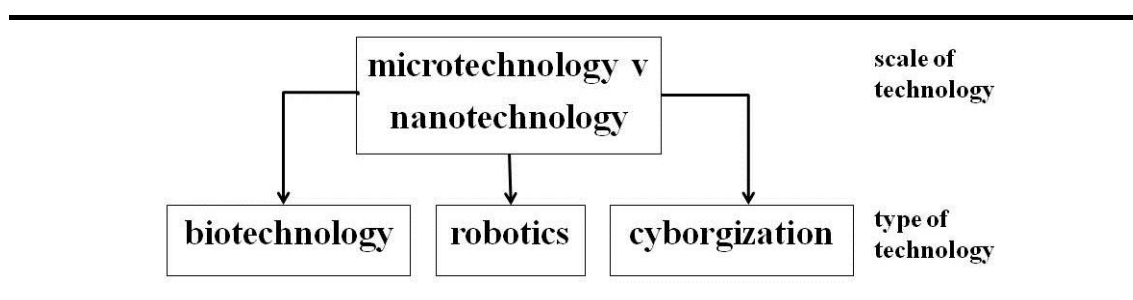 microtechnology v
nanotechnology
scale of
technology
biotechnology
robotics
cyborgization
type of
technology